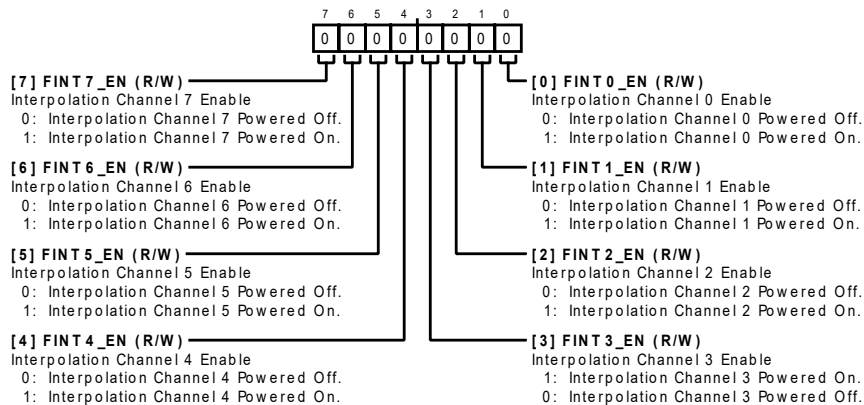 7 6 5 4 3 2 1 0
0 0 0 0 0 0 0 0
[7] FINT7_EN (R/W)
Interpolation Channel 7 Enable
0: Interpolation Channel 7 Powered Off.
1: Interpolation Channel 7 Powered On.
[6] FINT6_EN (R/W)
Interpolation Channel 6 Enable
0: Interpolation Channel 6 Powered Off.
1: Interpolation Channel 6 Powered On.
[5] FINT5_EN (R/W)
Interpolation Channel 5 Enable
0: Interpolation Channel 5 Powered Off.
1: Interpolation Channel 5 Powered On.
[4] FINT4_EN (R/W)
Interpolation Channel 4 Enable
0: Interpolation Channel 4 Powered Off.
1: Interpolation Channel 4 Powered On.
[0] FINT0_EN (R/W)
Interpolation Channel 0 Enable
0: Interpolation Channel 0 Powered Off.
1: Interpolation Channel 0 Powered On.
[1] FINT1_EN (R/W)
Interpolation Channel 1 Enable
0: Interpolation Channel 1 Powered Off.
1: Interpolation Channel 1 Powered On.
[2] FINT2_EN (R/W)
Interpolation Channel 2 Enable
0: Interpolation Channel 2 Powered Off.
1: Interpolation Channel 2 Powered On.
[3] FINT3_EN (R/W)
Interpolation Channel 3 Enable
1: Interpolation Channel 3 Powered On.
0: Interpolation Channel 3 Powered Off.